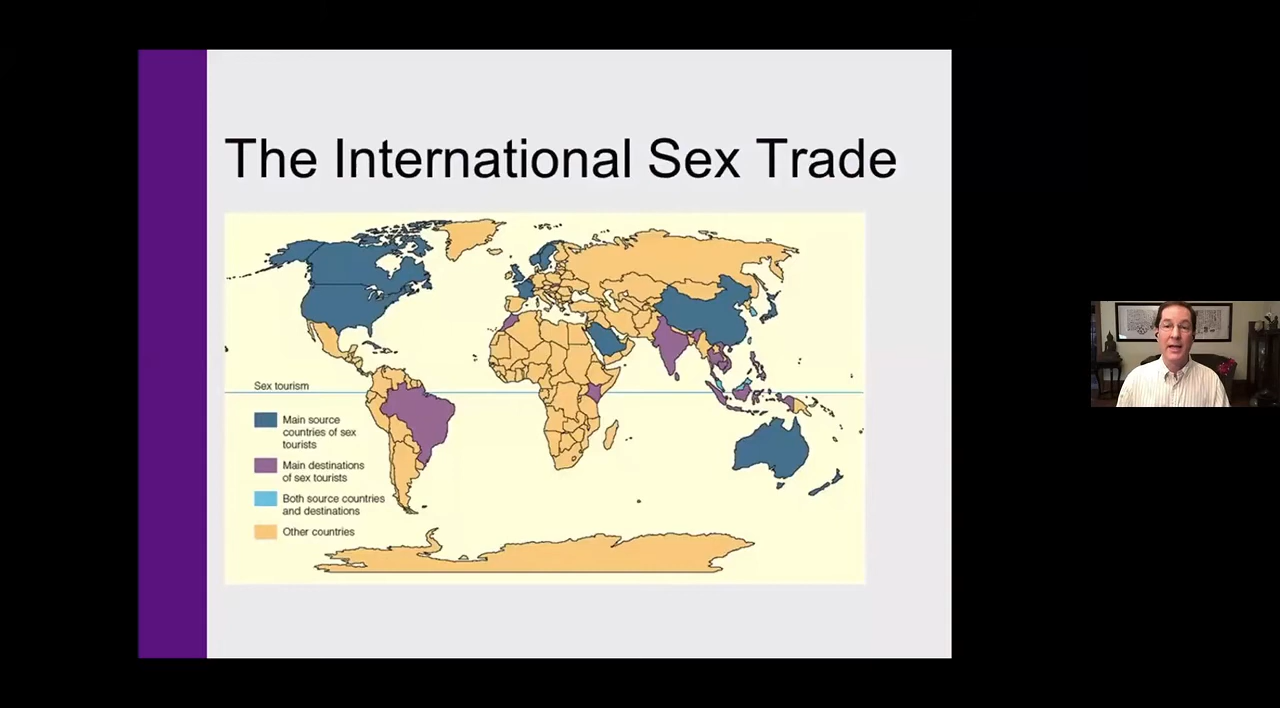 The International Sex Trade
Sex tourism
Main source
countries of sex
tourists
Main destinations
of sex tourists
Both source countries
and destinations
Other countries